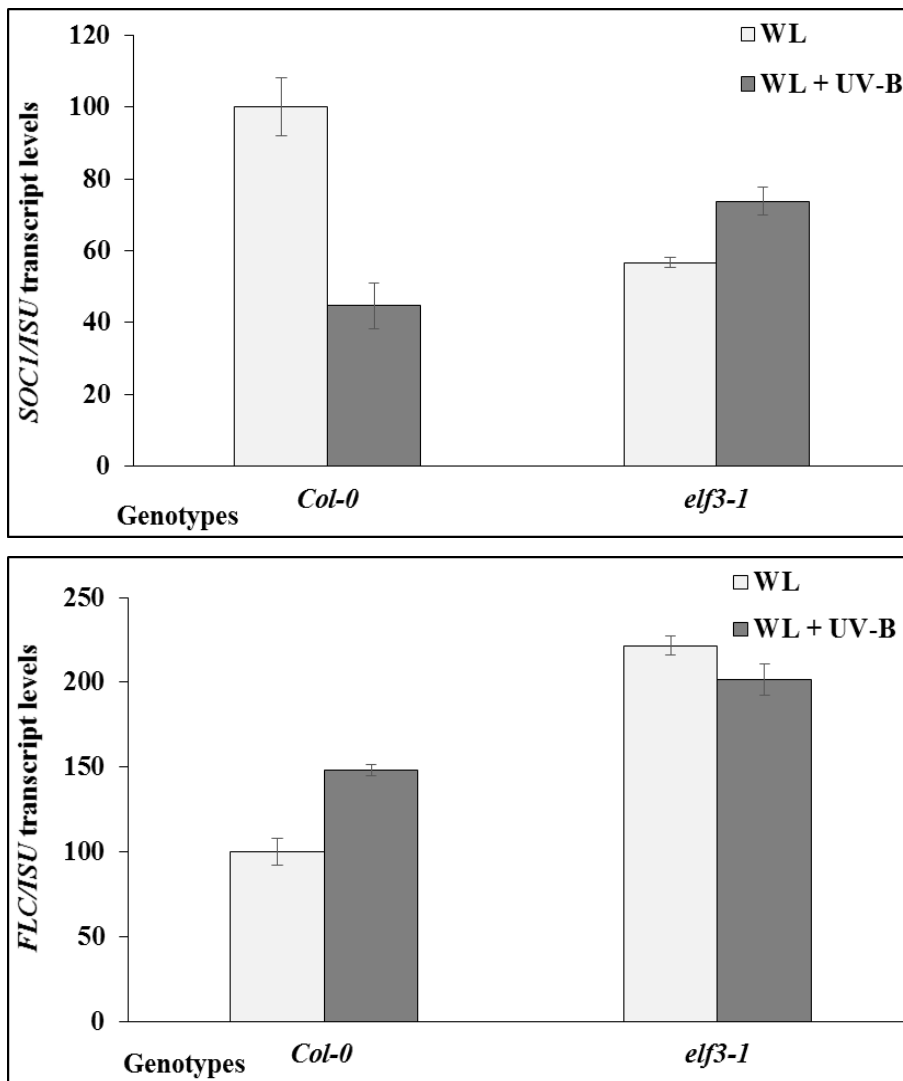 SOC1/ISU transcript levels
120
100
80
60
40
20
0
WL
WL + UV-B
Col-0
elf3-1
Genotypes
FLC/ISU transcript levels
250
200
150
100
50
0
WL
WL + UV-B
Col-0
elf3-1
Genotypes